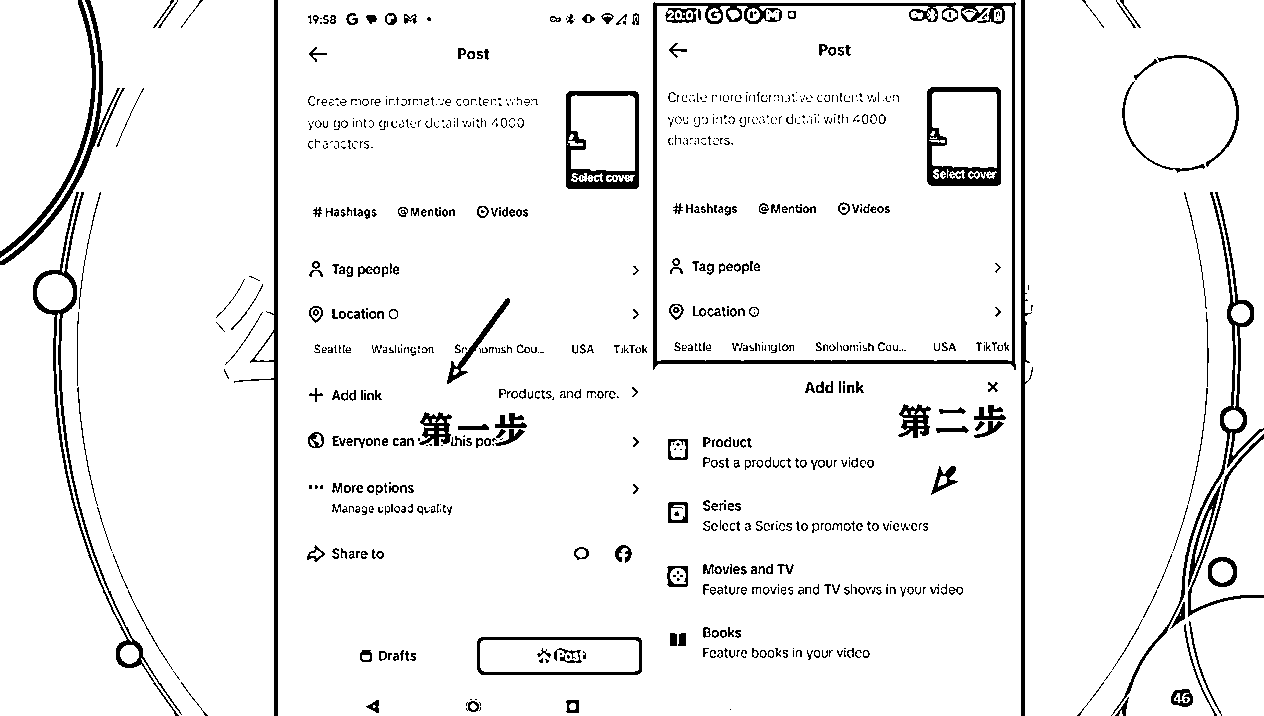 19:58
Post
Create more informative content when
you go into greater detail with 4000
characters.
Select cover
# Hashtags @Mention Videos
Tag people
Location
Seattle Washington Snohomish Cou... USA TikTok
Add link Products, and more.
第一步
Everyone can this pos
More options
Manage upload quality
Share to
Drafts Post
20:01
Post
Create more informative content when
you go into greater detail with 4000
characters.
Select cover
# Hashtags @Mention Videos
Tag people
Location
Seattle Washington Snohomish Cou... USA TikTok
Add link
第二步
Product
Post a product to your video
Series
Select a Series to promote to viewers
Movies and TV
Feature movies and TV shows in your video
Books
Feature books in your video
46